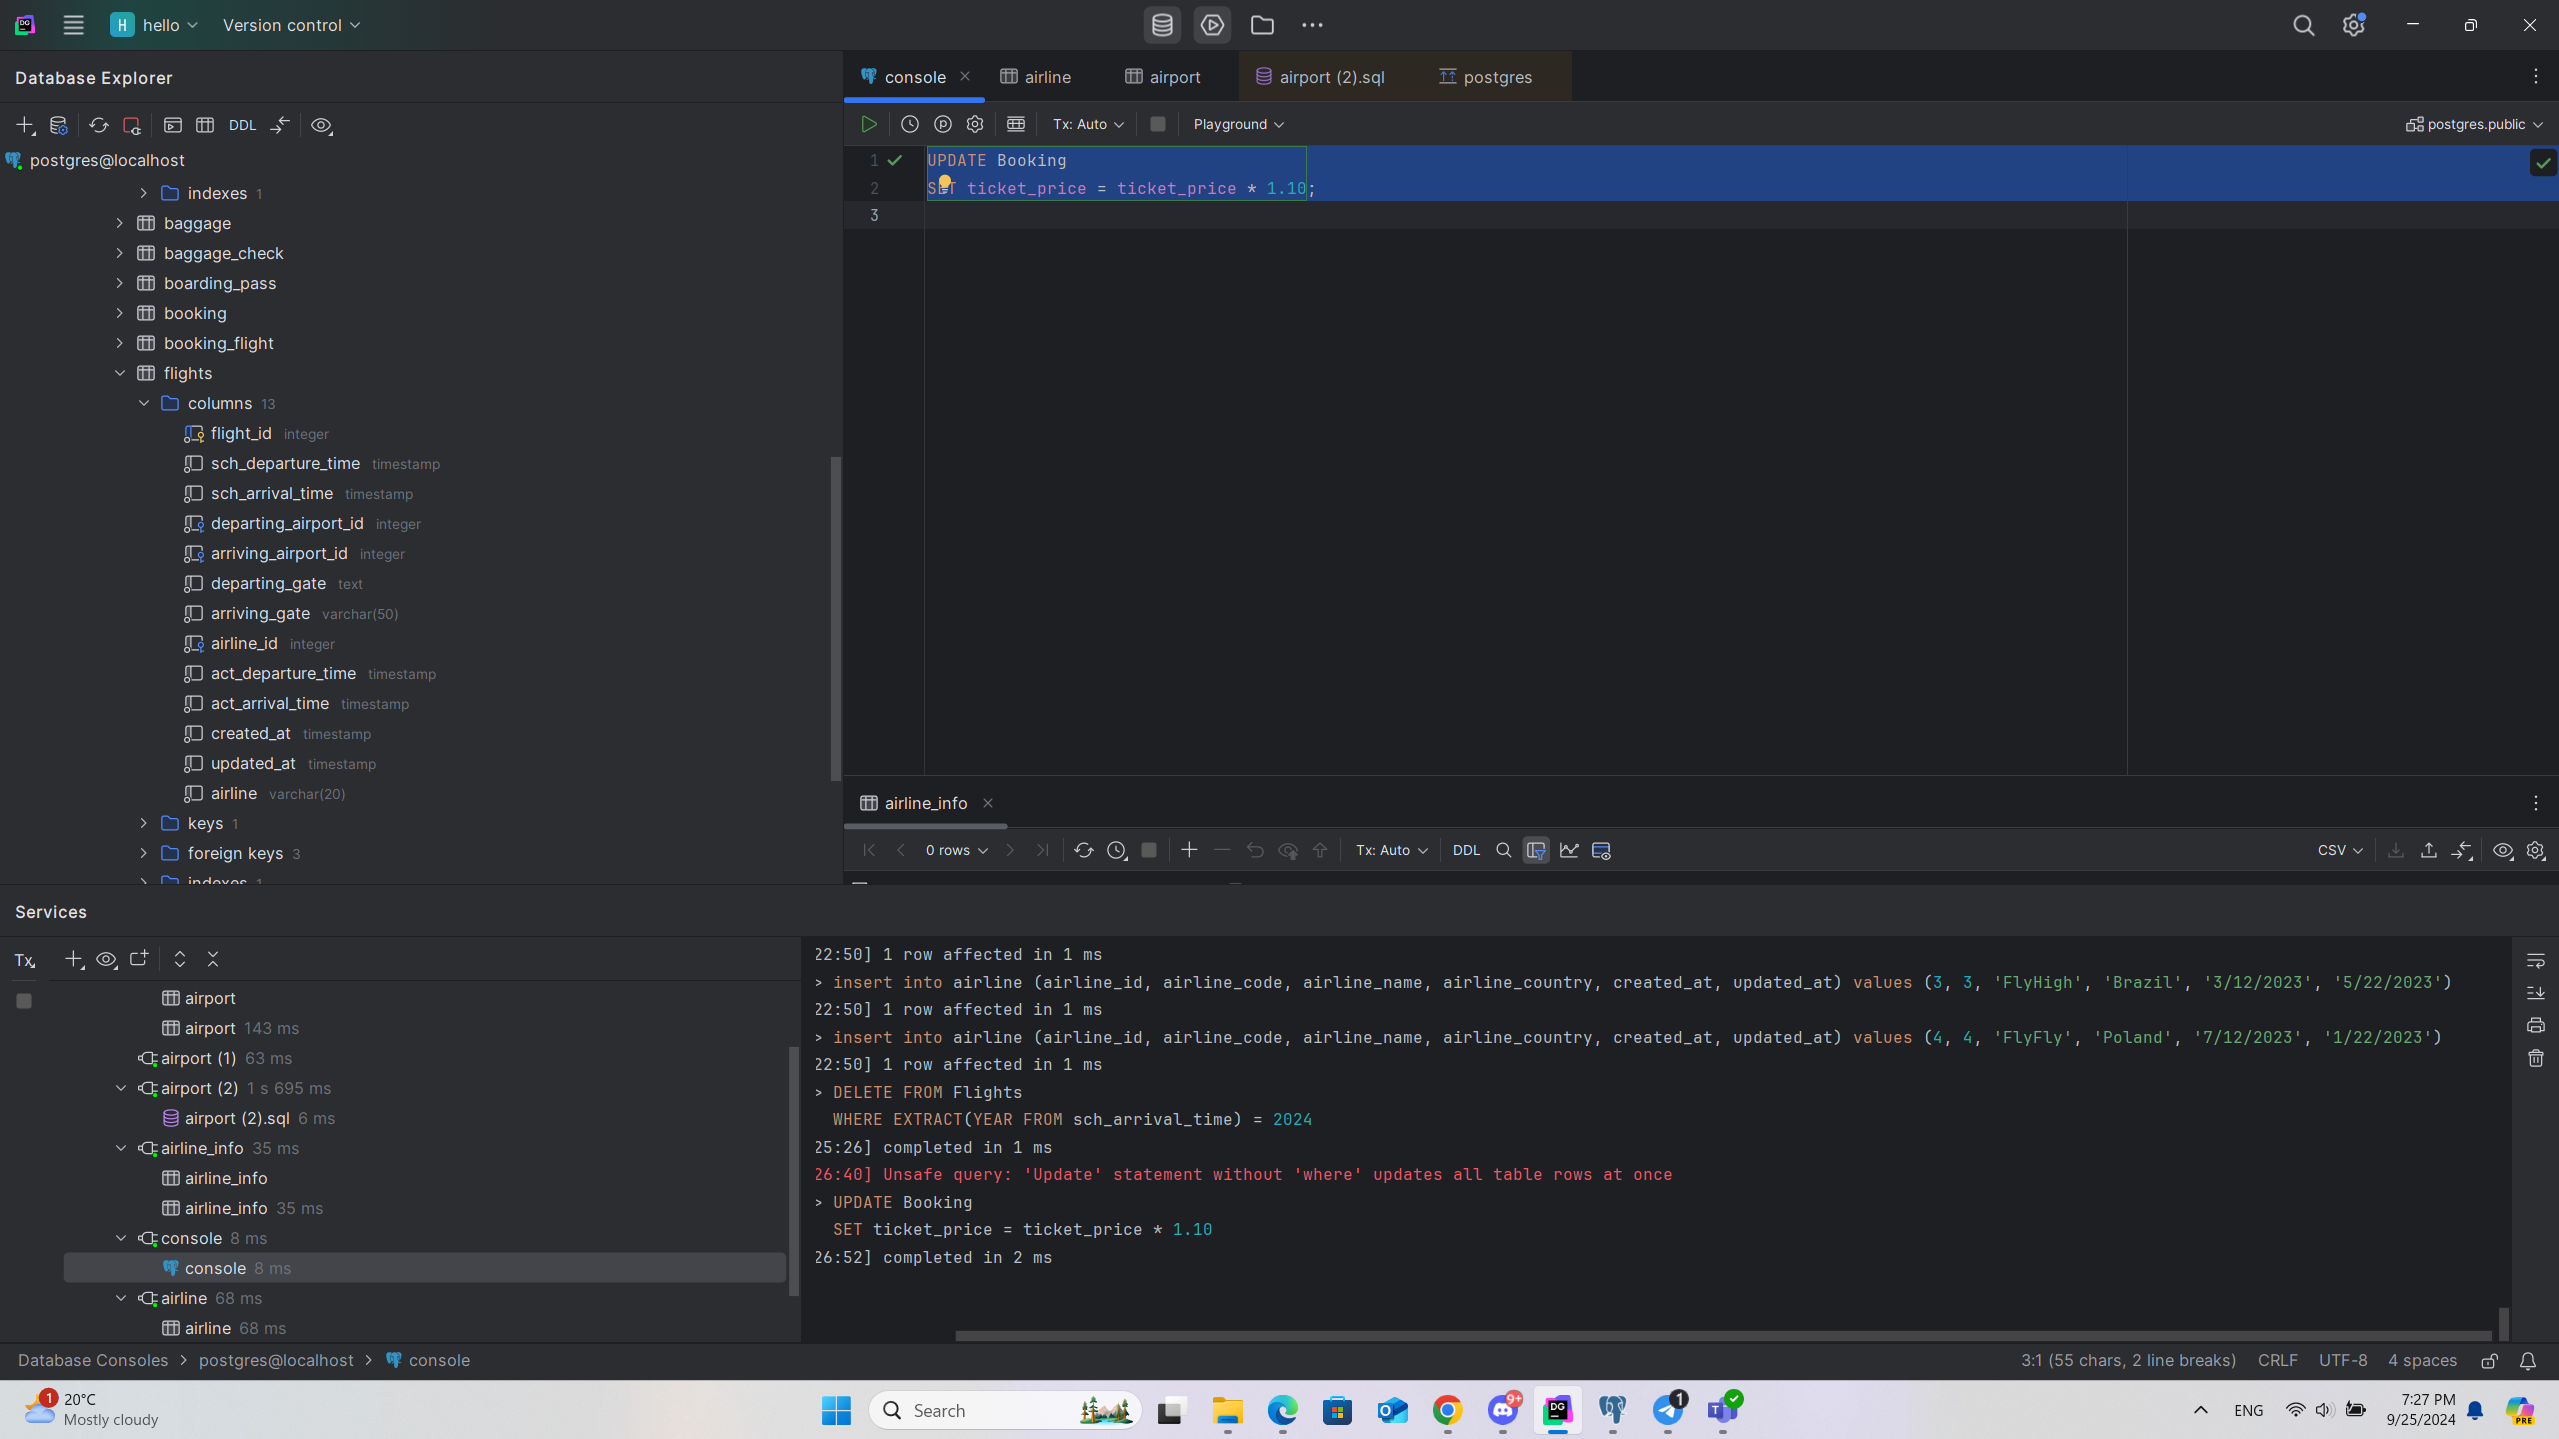 H hello Version control
Database Explorer
DDL
postgres@localhost
indexes 1
baggage
baggage_check
boarding_pass
booking
booking_flight
flights
columns 13
flight_id integer
sch_departure_time timestamp
sch_arrival_time timestamp
departing_airport_id integer
arriving_airport_id integer
departing_gate text
arriving_gate varchar(50)
airline_id integer
act_departure_time timestamp
act_arrival_time timestamp
created_at timestamp
updated_at timestamp
airline varchar(20)
keys 1
foreign keys 3
indexes 1
console airline airport airport (2).sql postgres
Tx: Auto Playground postgres.public
1 UPDATE Booking
2 SET ticket_price = ticket_price * 1.10;
3
airline_info
0 rows Tx: Auto DDL CSV
Services
Tx
airport
airport 143 ms
airport (1) 63 ms
airport (2) 1 s 695 ms
airport (2).sql 6 ms
airline_info 35 ms
airline_info
airline_info 35 ms
console 8 ms
console 8 ms
airline 68 ms
airline 68 ms
22:50] 1 row affected in 1 ms
> insert into airline (airline_id, airline_code, airline_name, airline_country, created_at, updated_at) values (3, 3, 'FlyHigh', 'Brazil', '3/12/2023', '5/22/2023')
22:50] 1 row affected in 1 ms
> insert into airline (airline_id, airline_code, airline_name, airline_country, created_at, updated_at) values (4, 4, 'FlyFly', 'Poland', '7/12/2023', '1/22/2023')
22:50] 1 row affected in 1 ms
> DELETE FROM Flights
WHERE EXTRACT(YEAR FROM sch_arrival_time) = 2024
25:26] completed in 1 ms
26:40] Unsafe query: 'Update' statement without 'where' updates all table rows at once
> UPDATE Booking
SET ticket_price = ticket_price * 1.10
26:52] completed in 2 ms
Database Consoles > postgres@localhost > console
3:1 (55 chars, 2 line breaks) CRLF UTF-8 4 spaces
1 20°C
Mostly cloudy
Search
9+
DG
1
T
ENG
7:27 PM
9/25/2024
PRE